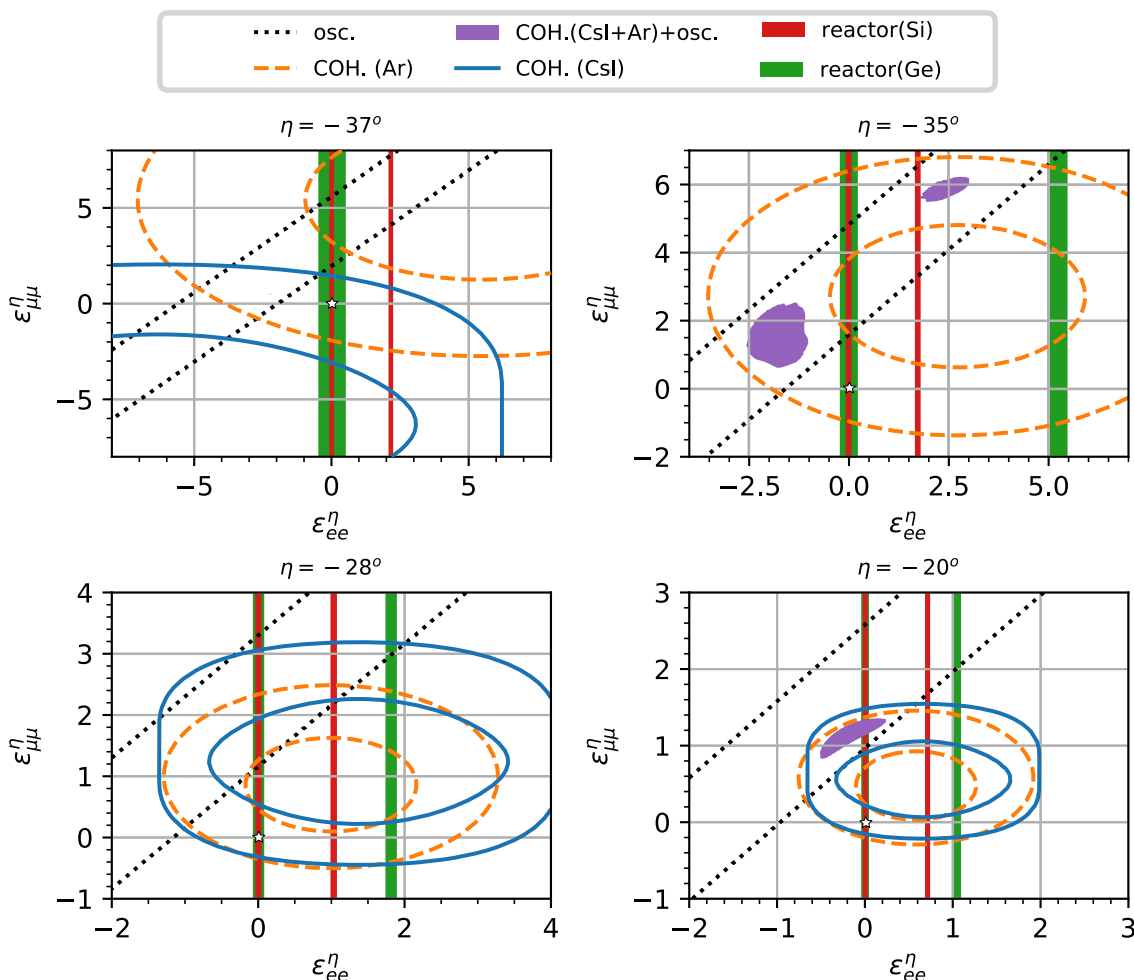 osc. COH.(CsI+Ar)+osc. reactor(Si)
COH. (Ar) COH. (CsI) reactor(Ge)
η = −37° η = −35°
5
0
−5
ε^η_μμ
−5 0 5
ε^η_ee
6
4
2
0
−2
ε^η_μμ
−2.5 0.0 2.5 5.0
ε^η_ee
η = −28° η = −20°
4
3
2
1
0
−1
ε^η_μμ
−2 0 2 4
ε^η_ee
3
2
1
0
−1
ε^η_μμ
−2 −1 0 1 2 3
ε^η_ee